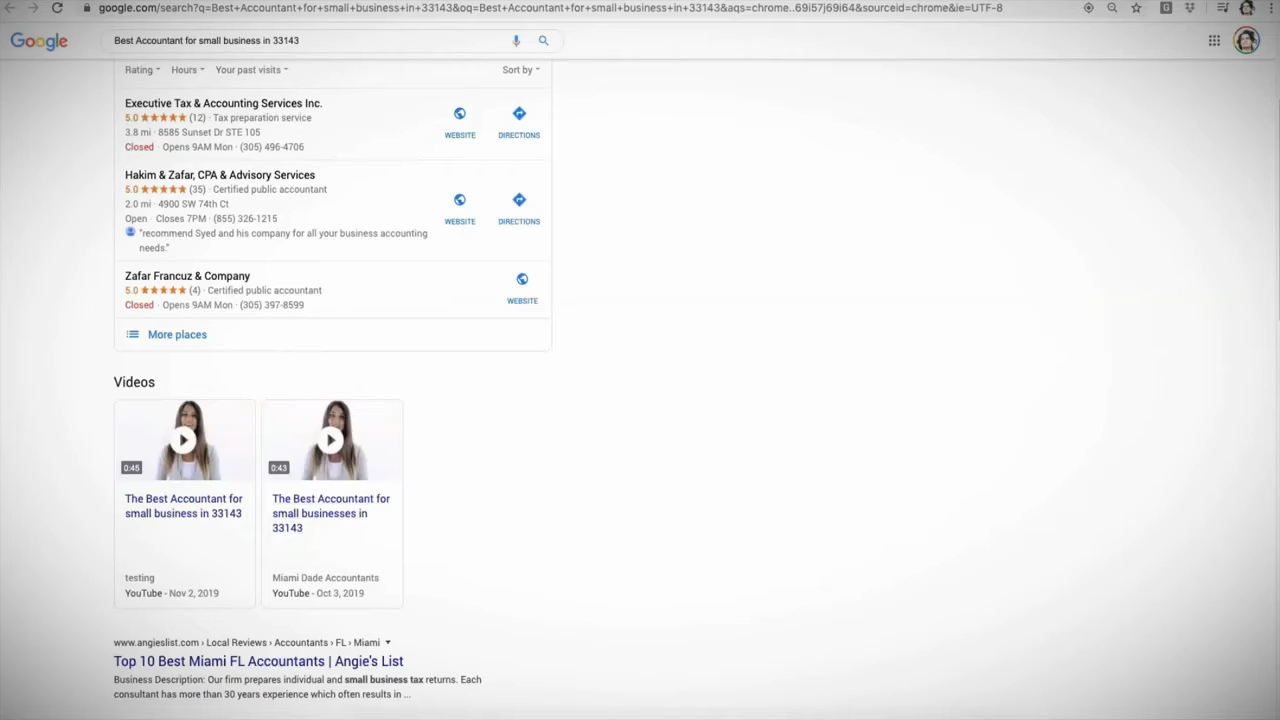 google.com/search?q=Best+Accountant+for+small+business+in+33143&oq=Best+Accountant+for+small+business+in+33143&aqs=chrome..69i57j69i64&sourceid=chrome&ie=UTF-8
Google
Best Accountant for small business in 33143
Rating Hours Your past visits Sort by
Executive Tax & Accounting Services Inc.
5.0 (12) · Tax preparation service
3.8 mi · 8585 Sunset Dr STE 105
Closed · Opens 9AM Mon · (305) 496-4706
WEBSITE DIRECTIONS
Hakim & Zafar, CPA & Advisory Services
5.0 (35) · Certified public accountant
2.0 mi · 4900 SW 74th Ct
Open · Closes 7PM · (855) 326-1215
"recommend Syed and his company for all your business accounting
needs."
WEBSITE DIRECTIONS
Zafar Francuz & Company
5.0 (4) · Certified public accountant
Closed · Opens 9AM Mon · (305) 397-8599
WEBSITE
More places
Videos
0:45
The Best Accountant for
small business in 33143
testing
YouTube - Nov 2, 2019
0:43
The Best Accountant for
small businesses in
33143
Miami Dade Accountants
YouTube - Oct 3, 2019
www.angieslist.com › Local Reviews › Accountants › FL › Miami
Top 10 Best Miami FL Accountants | Angie's List
Business Description: Our firm prepares individual and small business tax returns. Each
consultant has more than 30 years experience which often results in ...